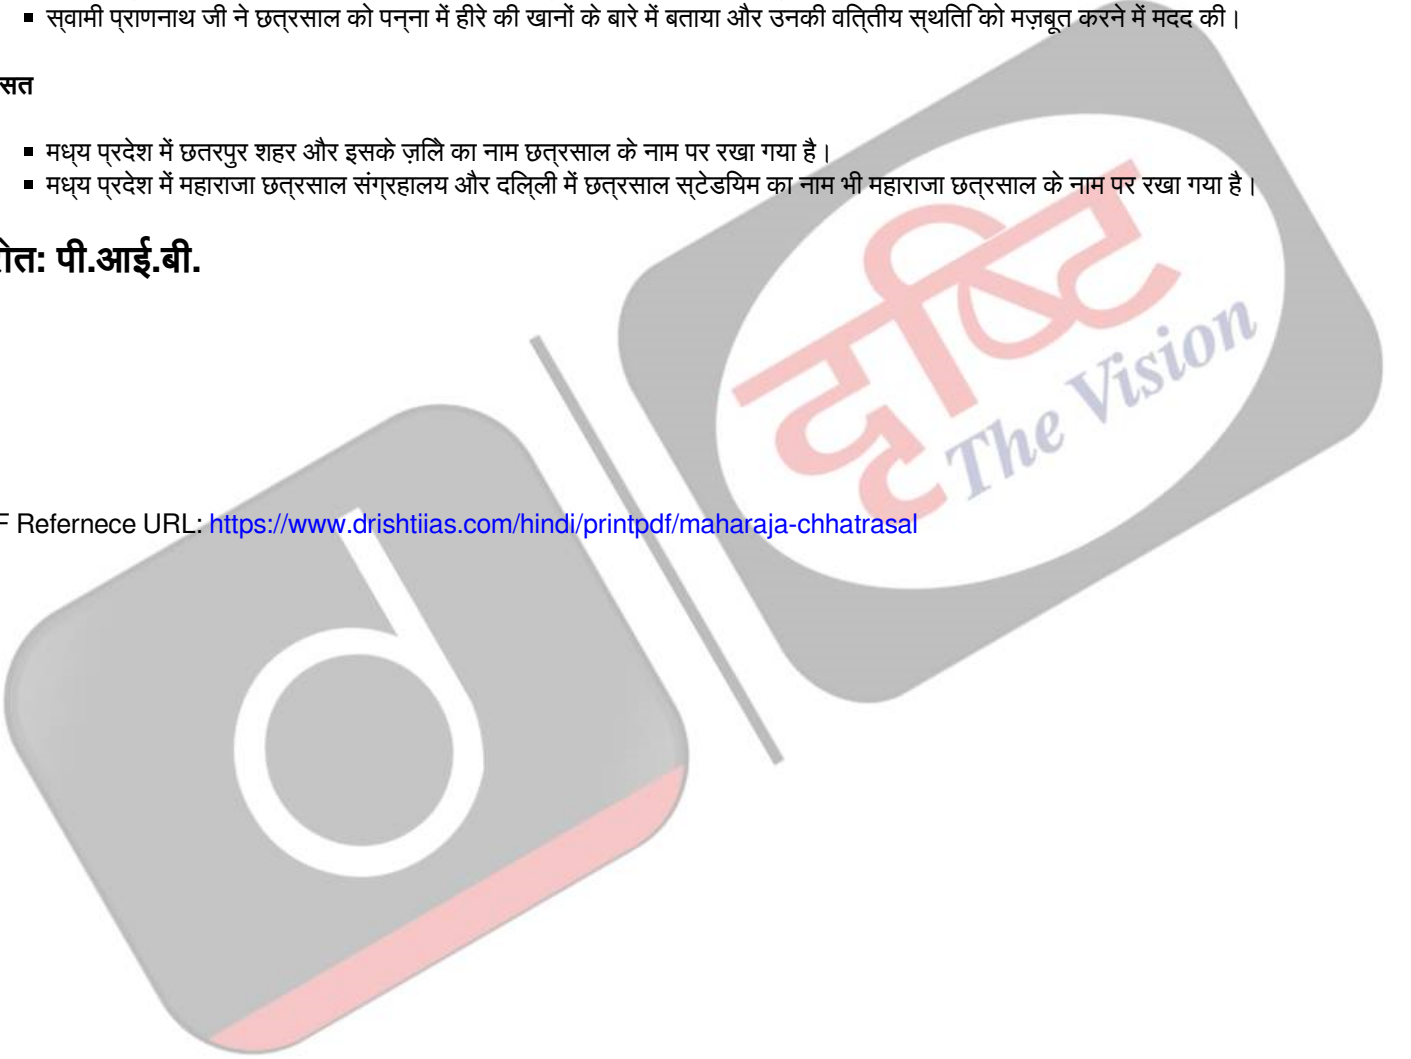 ▪ स्वामी प्राणनाथ जी ने छत्रसाल को पन्ना में हीरे की खानों के बारे में बताया और उनकी वित्तीय स्थिति को मज़बूत करने में मदद की।
सत
▪ मध्य प्रदेश में छतरपुर शहर और इसके ज़िले का नाम छत्रसाल के नाम पर रखा गया है।
▪ मध्य प्रदेश में महाराजा छत्रसाल संग्रहालय और दिल्ली में छत्रसाल स्टेडियम का नाम भी महाराजा छत्रसाल के नाम पर रखा गया है।
रोत: पी.आई.बी.
दृष्टि
The Vision
F Refernece URL: https://www.drishtiias.com/hindi/printpdf/maharaja-chhatrasal
d